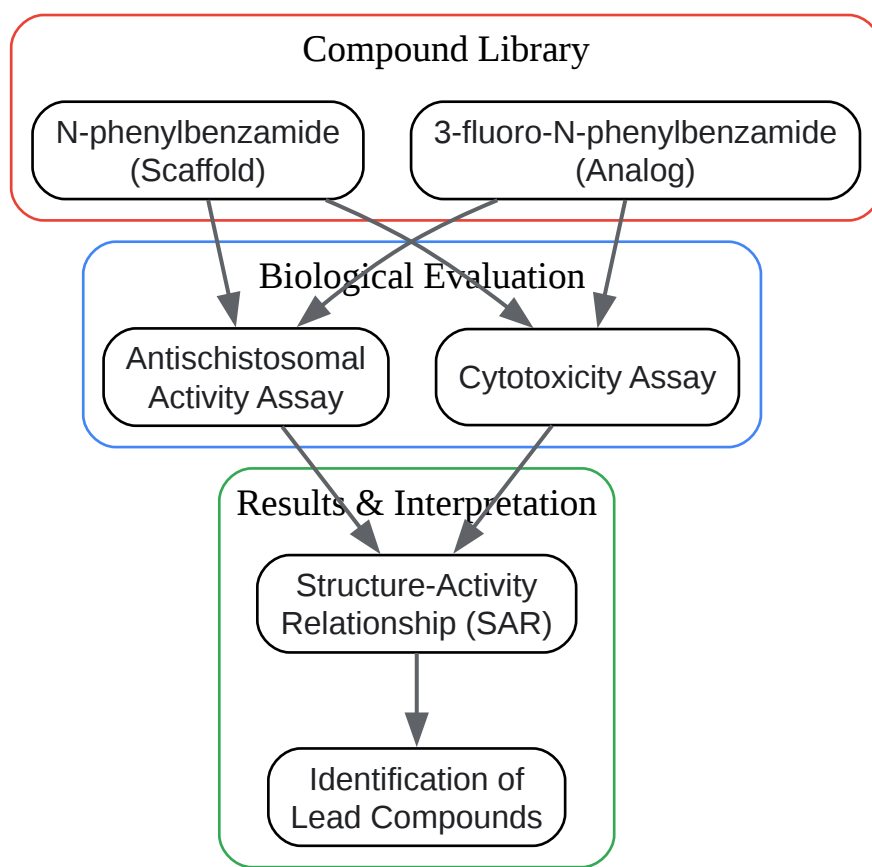 Compound Library
N-phenylbenzamide
(Scaffold)
3-fluoro-N-phenylbenzamide
(Analog)
Biological Evaluation
Antischistosomal
Activity Assay
Cytotoxicity Assay
Results & Interpretation
Structure-Activity
Relationship (SAR)
Identification of
Lead Compounds